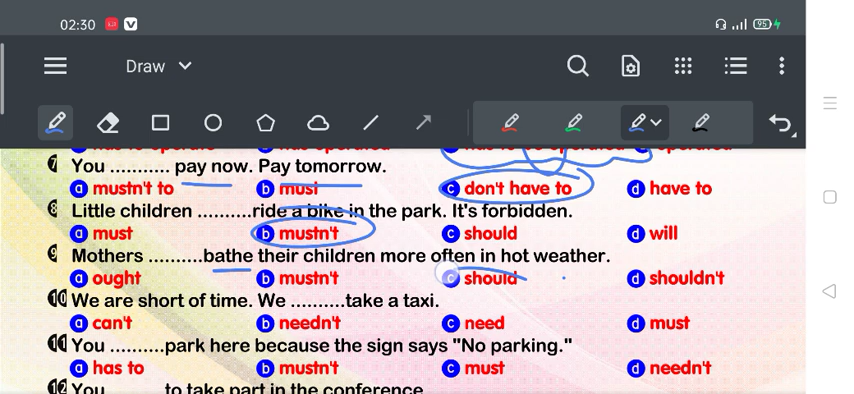 02:30
95
Draw
7 You .......... pay now. Pay tomorrow.
a mustn't to b must c don't have to d have to
8 Little children ..........ride a bike in the park. It's forbidden.
a must b mustn't c should d will
9 Mothers ..........bathe their children more often in hot weather.
a ought b mustn't c should d shouldn't
10 We are short of time. We ..........take a taxi.
a can't b needn't c need d must
11 You ..........park here because the sign says "No parking."
a has to b mustn't c must d needn't
12 You to take part in the conference